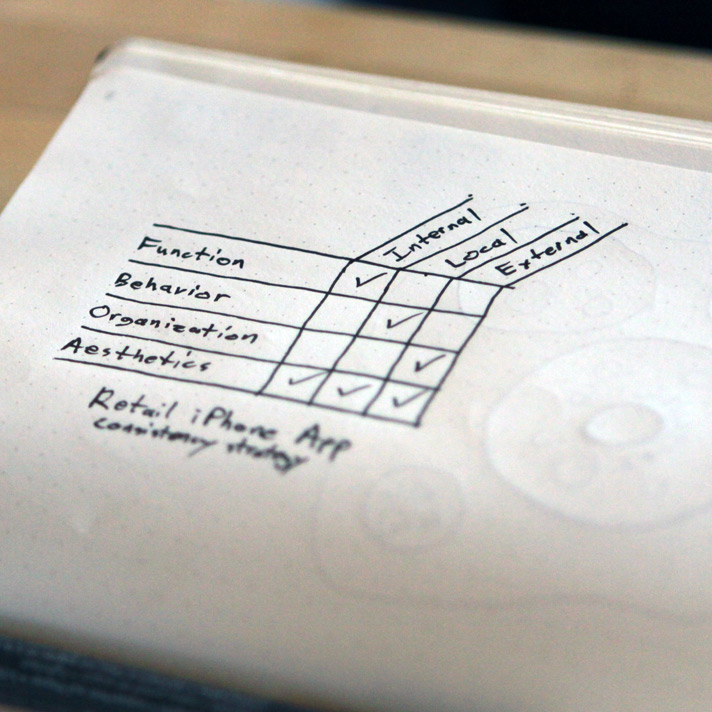 Internal
Local
External
Function ✓
Behavior ✓
Organization ✓
Aesthetics ✓ ✓ ✓
Retail iPhone App
consistency strategy